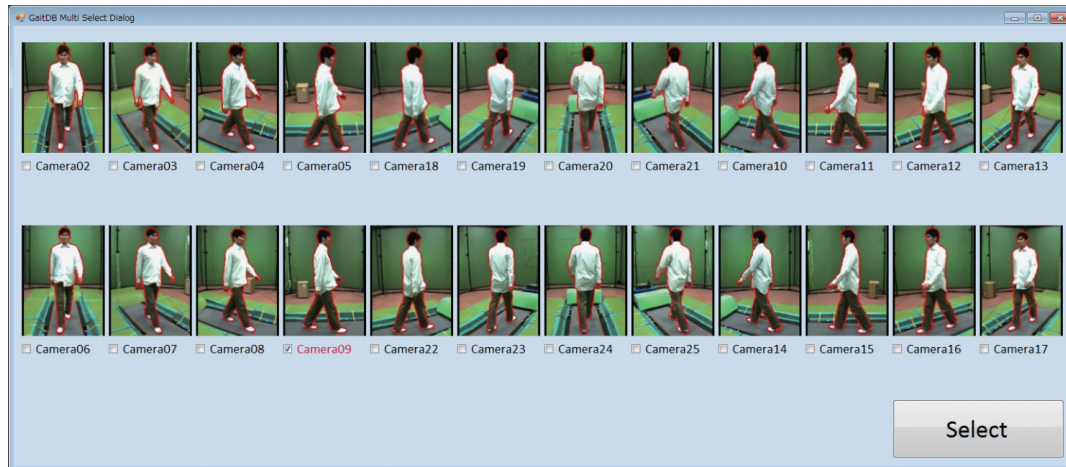 GaitDB Multi Select Dialog
Camera02 Camera03 Camera04 Camera05 Camera18 Camera19 Camera20 Camera21 Camera10 Camera11 Camera12 Camera13
Camera06 Camera07 Camera08 Camera09 Camera22 Camera23 Camera24 Camera25 Camera14 Camera15 Camera16 Camera17
Select